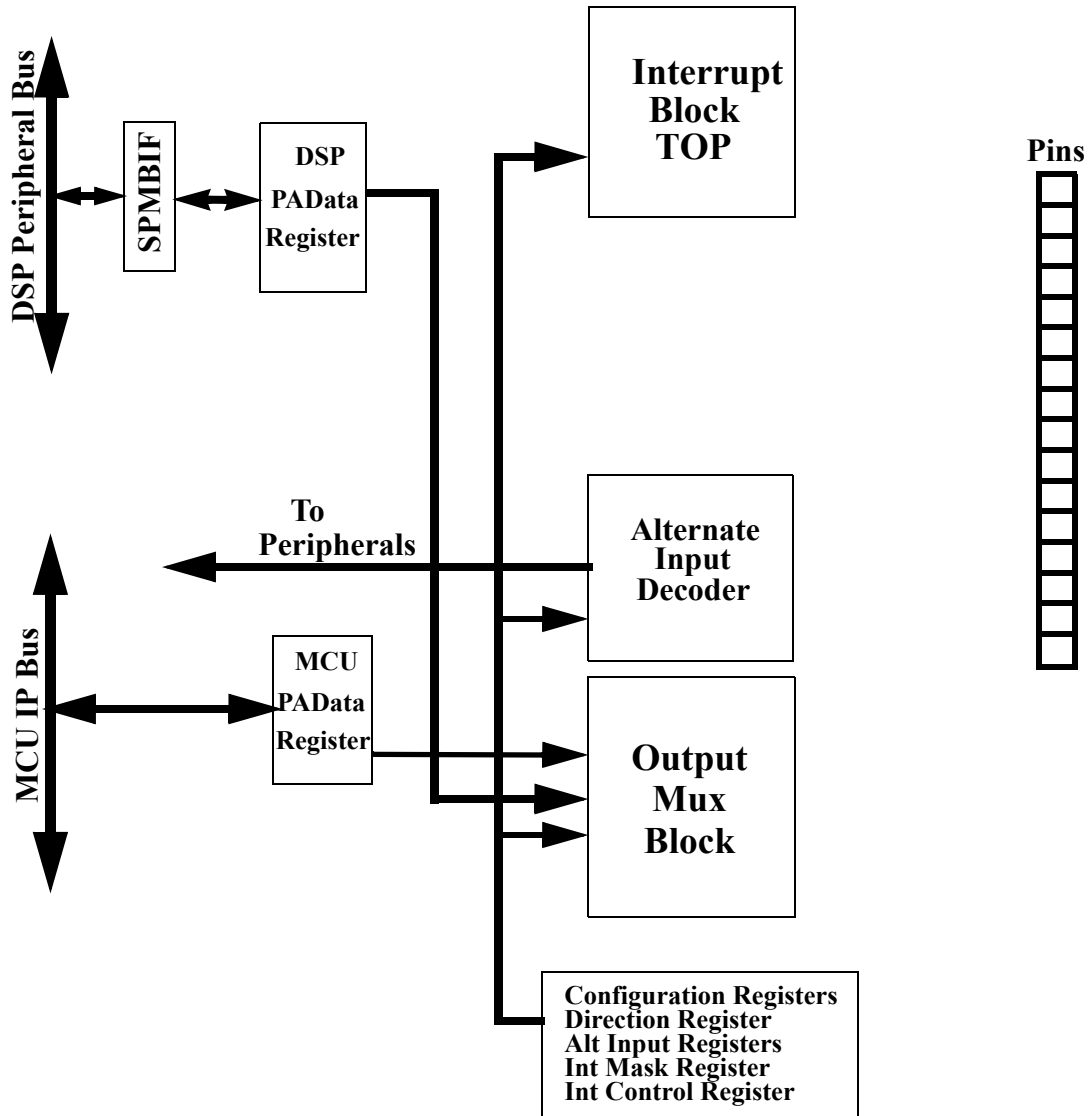 DSP Peripheral Bus
SPMBIF
DSP
PAData
Register
Interrupt
Block
TOP
Pins
To
Peripherals
Alternate
Input
Decoder
MCU IP Bus
MCU
PAData
Register
Output
Mux
Block
Configuration Registers
Direction Register
Alt Input Registers
Int Mask Register
Int Control Register